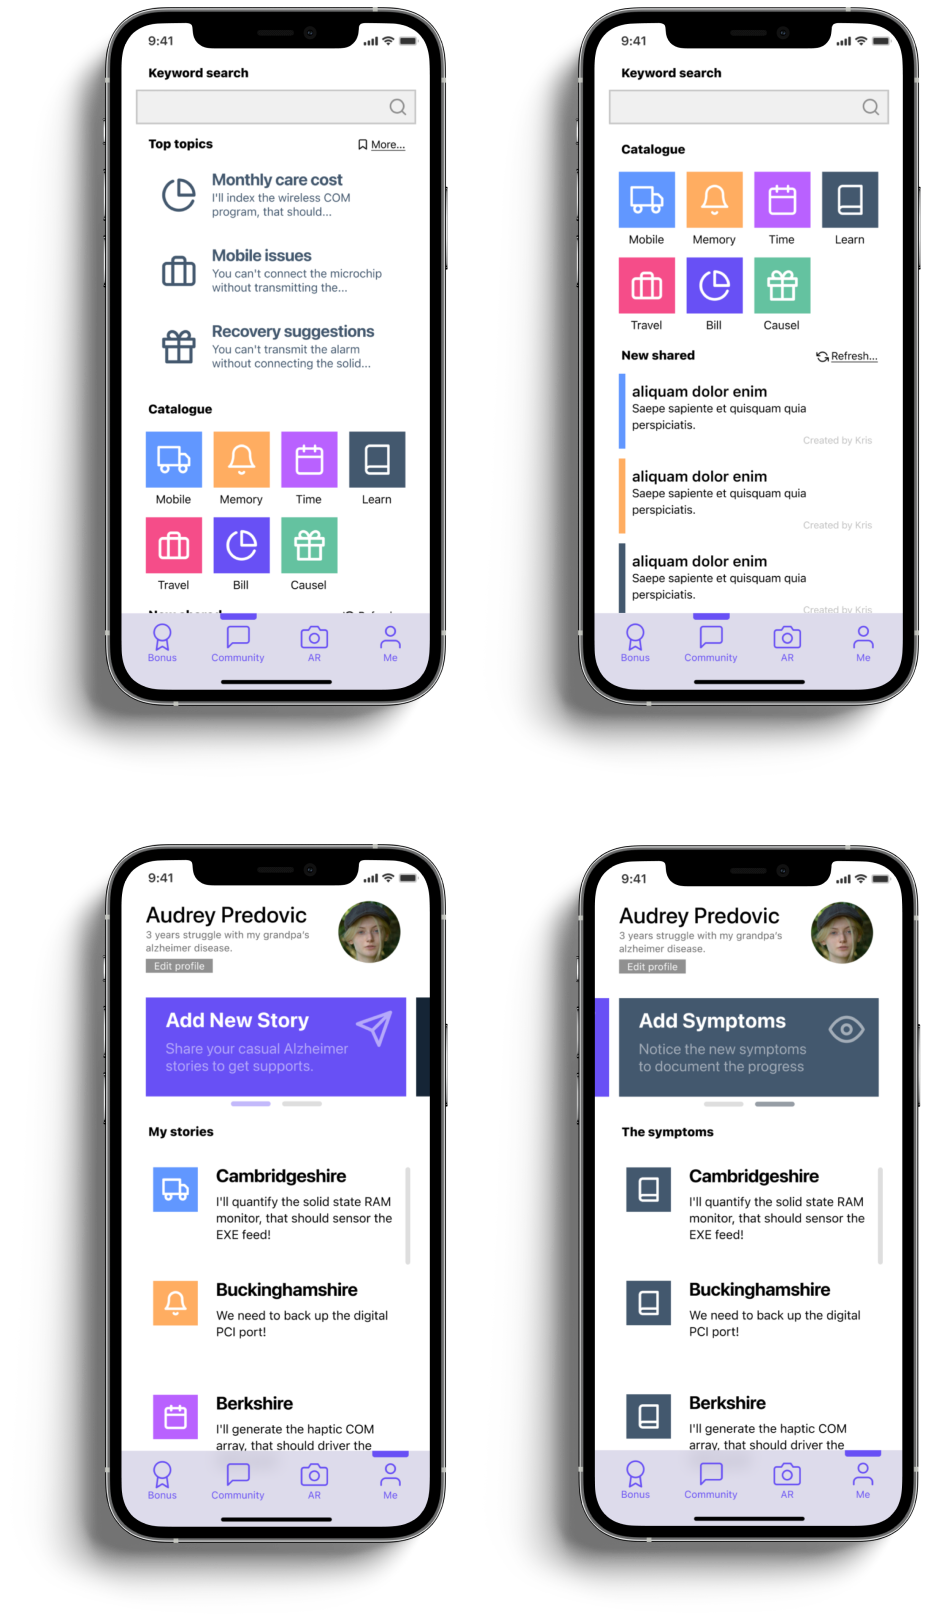 9:41
Keyword search
Top topics
More...
Monthly care cost
I'll index the wireless COM
program, that should...
Mobile issues
You can't connect the microchip
without transmitting the...
Recovery suggestions
You can't transmit the alarm
without connecting the solid...
Catalogue
Mobile
Memory
Time
Learn
Travel
Bill
Causel
Bonus
Community
AR
Me
9:41
Keyword search
Catalogue
Mobile
Memory
Time
Learn
Travel
Bill
Causel
New shared
Refresh...
aliquam dolor enim
Saepe sapiente et quisquam quia
perspiciatis.
Created by Kris
aliquam dolor enim
Saepe sapiente et quisquam quia
perspiciatis.
Created by Kris
aliquam dolor enim
Saepe sapiente et quisquam quia
perspiciatis.
Created by Kris
Bonus
Community
AR
Me
9:41
Audrey Predovic
3 years struggle with my grandpa's
alzheimer disease.
Edit profile
Add New Story
Share your casual Alzheimer
stories to get supports.
My stories
Cambridgeshire
I'll quantify the solid state RAM
monitor, that should sensor the
EXE feed!
Buckinghamshire
We need to back up the digital
PCI port!
Berkshire
I'll generate the haptic COM
array, that should driver the
Bonus
Community
AR
Me
9:41
Audrey Predovic
3 years struggle with my grandpa's
alzheimer disease.
Edit profile
Add Symptoms
Notice the new symptoms
to document the progress
The symptoms
Cambridgeshire
I'll quantify the solid state RAM
monitor, that should sensor the
EXE feed!
Buckinghamshire
We need to back up the digital
PCI port!
Berkshire
I'll generate the haptic COM
array, that should driver the
Bonus
Community
AR
Me